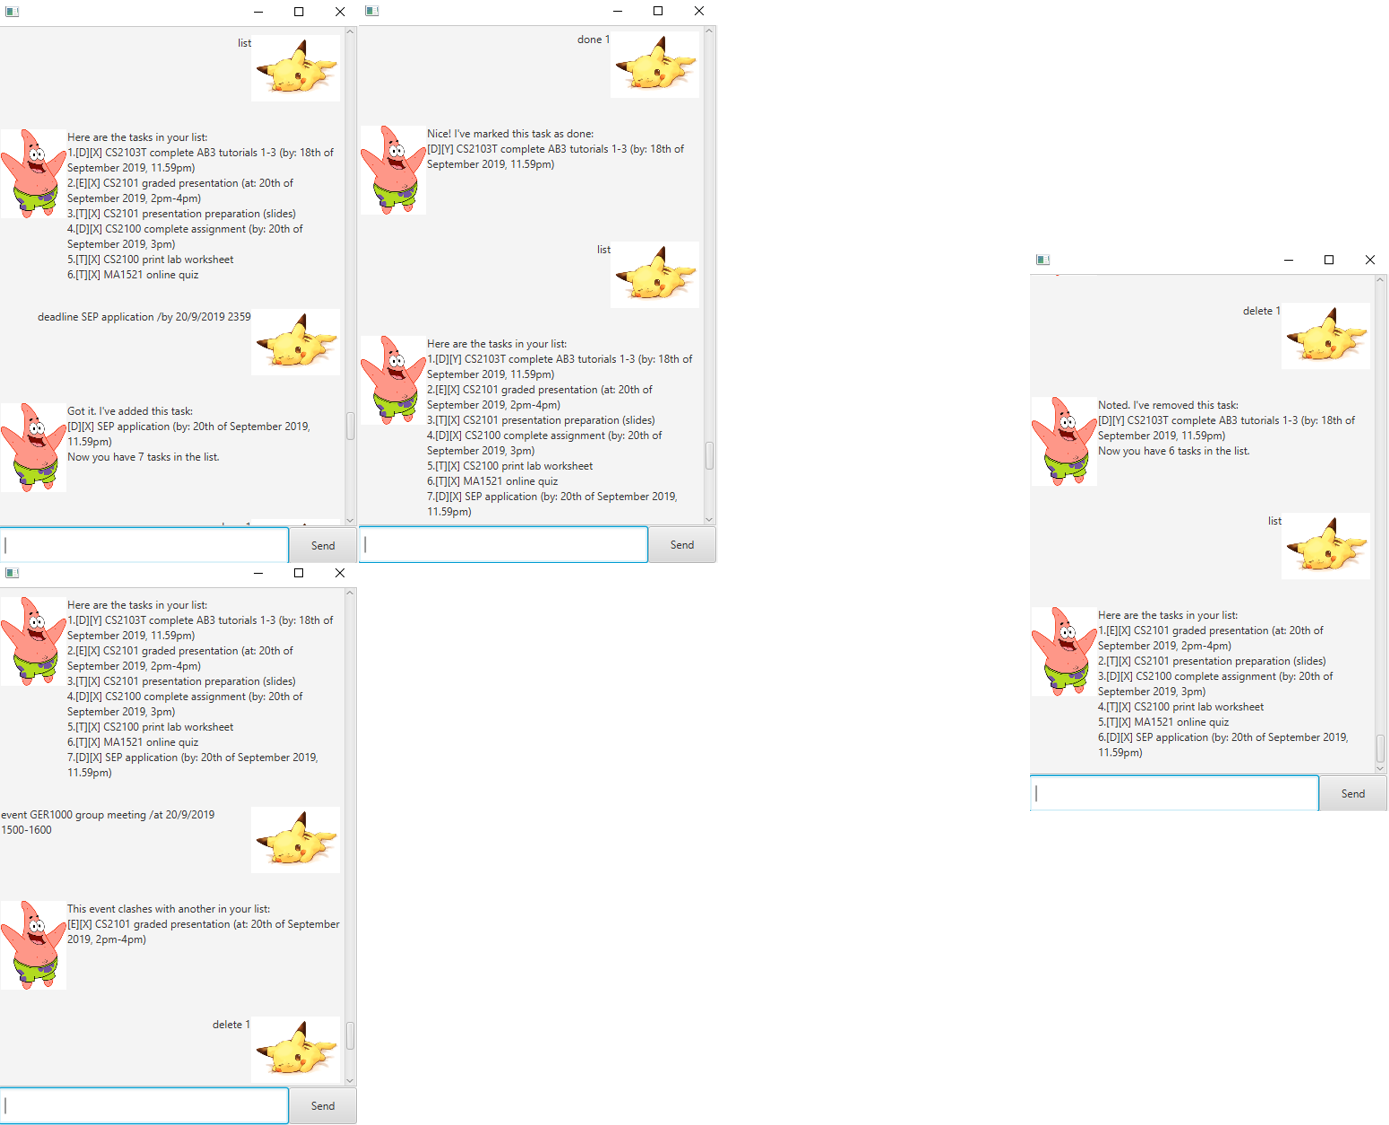 list
Here are the tasks in your list:
1.[D][X] CS2103T complete AB3 tutorials 1-3 (by: 18th of
September 2019, 11.59pm)
2.[E][X] CS2101 graded presentation (at: 20th of
September 2019, 2pm-4pm)
3.[T][X] CS2101 presentation preparation (slides)
4.[D][X] CS2100 complete assignment (by: 20th of
September 2019, 3pm)
5.[T][X] CS2100 print lab worksheet
6.[T][X] MA1521 online quiz
deadline SEP application /by 20/9/2019 2359
Got it. I've added this task:
[D][X] SEP application (by: 20th of September 2019,
11.59pm)
Now you have 7 tasks in the list.
Send
done 1
Nice! I've marked this task as done:
[D][Y] CS2103T complete AB3 tutorials 1-3 (by: 18th of
September 2019, 11.59pm)
list
Here are the tasks in your list:
1.[D][Y] CS2103T complete AB3 tutorials 1-3 (by: 18th of
September 2019, 11.59pm)
2.[E][X] CS2101 graded presentation (at: 20th of
September 2019, 2pm-4pm)
3.[T][X] CS2101 presentation preparation (slides)
4.[D][X] CS2100 complete assignment (by: 20th of
September 2019, 3pm)
5.[T][X] CS2100 print lab worksheet
6.[T][X] MA1521 online quiz
7.[D][X] SEP application (by: 20th of September 2019,
11.59pm)
Send
Here are the tasks in your list:
1.[D][Y] CS2103T complete AB3 tutorials 1-3 (by: 18th of
September 2019, 11.59pm)
2.[E][X] CS2101 graded presentation (at: 20th of
September 2019, 2pm-4pm)
3.[T][X] CS2101 presentation preparation (slides)
4.[D][X] CS2100 complete assignment (by: 20th of
September 2019, 3pm)
5.[T][X] CS2100 print lab worksheet
6.[T][X] MA1521 online quiz
7.[D][X] SEP application (by: 20th of September 2019,
11.59pm)
event GER1000 group meeting /at 20/9/2019
1500-1600
This event clashes with another in your list:
[E][X] CS2101 graded presentation (at: 20th of September
2019, 2pm-4pm)
delete 1
Send
delete 1
Noted. I've removed this task:
[D][Y] CS2103T complete AB3 tutorials 1-3 (by: 18th of
September 2019, 11.59pm)
Now you have 6 tasks in the list.
list
Here are the tasks in your list:
1.[E][X] CS2101 graded presentation (at: 20th of
September 2019, 2pm-4pm)
2.[T][X] CS2101 presentation preparation (slides)
3.[D][X] CS2100 complete assignment (by: 20th of
September 2019, 3pm)
4.[T][X] CS2100 print lab worksheet
5.[T][X] MA1521 online quiz
6.[D][X] SEP application (by: 20th of September 2019,
11.59pm)
Send